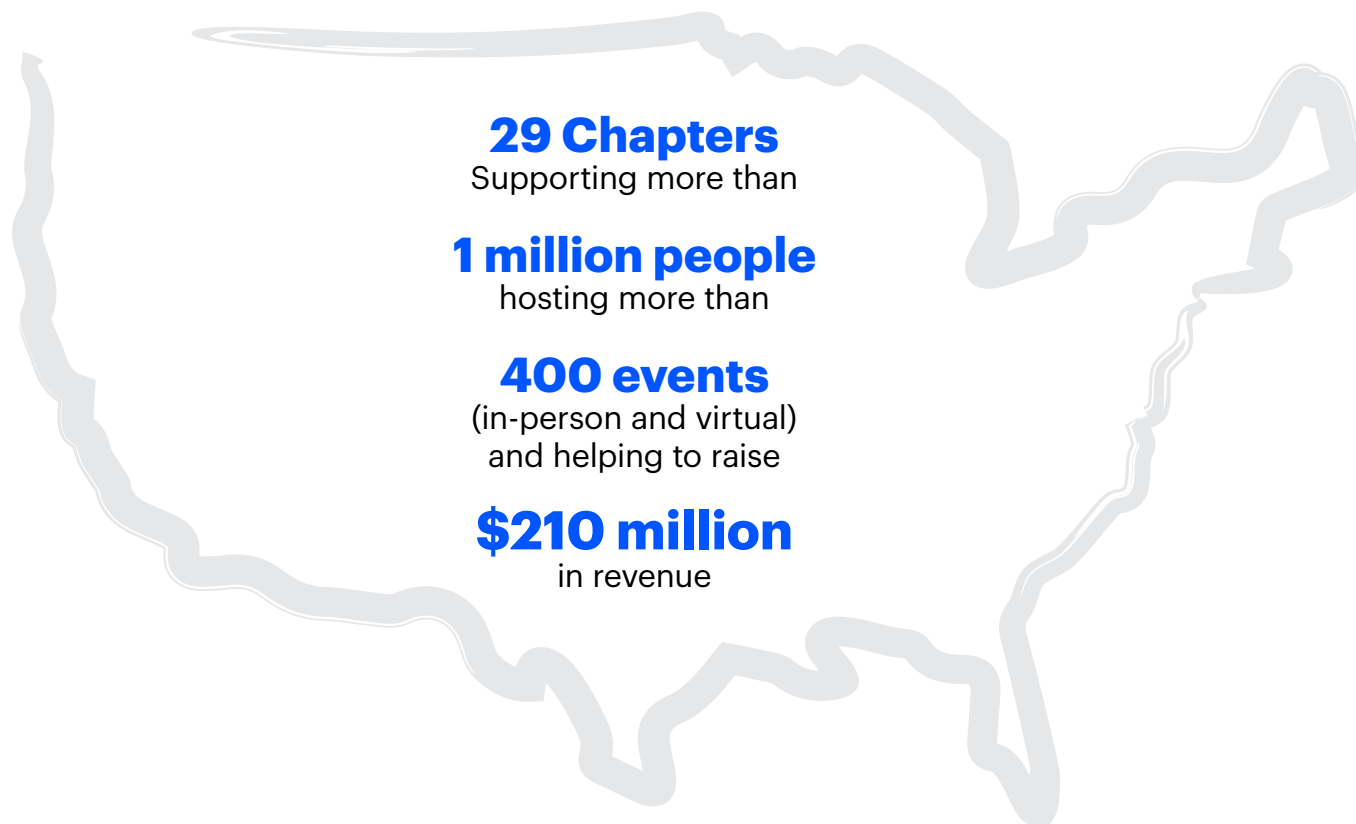 29 Chapters
Supporting more than
1 million people
hosting more than
400 events
(in-person and virtual)
and helping to raise
$210 million
in revenue